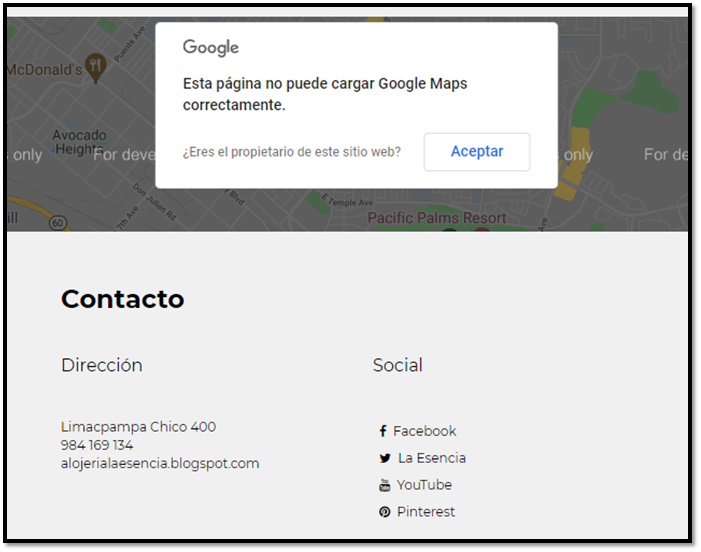 Google
Esta página no puede cargar Google Maps
correctamente.
¿Eres el propietario de este sitio web?
Aceptar
McDonald's
Puente Ave
Avocado
Heights
s only
For deve
s only
For de
Don Julian Rd
7th Ave
E Temple Ave
60
Pacific Palms Resort
Contacto
Dirección
Social
Limacpampa Chico 400
984 169 134
alojerialaesencia.blogspot.com
Facebook
La Esencia
YouTube
Pinterest